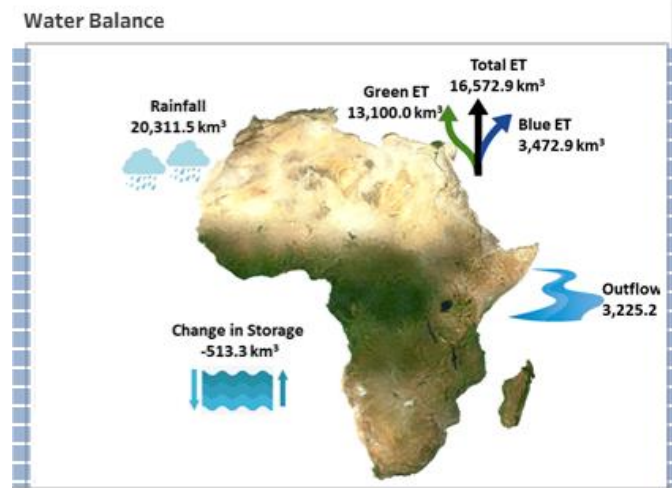 Water Balance
Total ET
16,572.9 km³
Green ET
13,100.0 km³
Rainfall
20,311.5 km³
Blue ET
3,472.9 km³
Outflow
3,225.2
Change in Storage
-513.3 km³